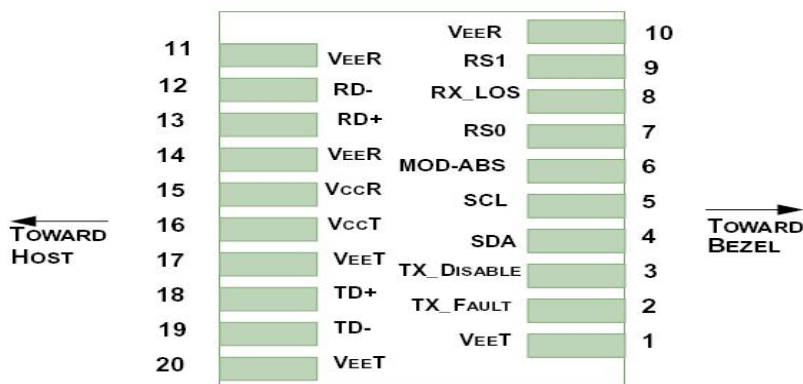 VEER 10
11 VEER
RS1 9
12 RD-
RX_LOS 8
13 RD+
RS0 7
14 VEER
MOD-ABS 6
15 VCCR
SCL 5
16 VCCT
TOWARD HOST
SDA 4
TOWARD BEZEL
17 VEET
TX_DISABLE 3
18 TD+
TX_FAULT 2
19 TD-
VEET 1
20 VEET